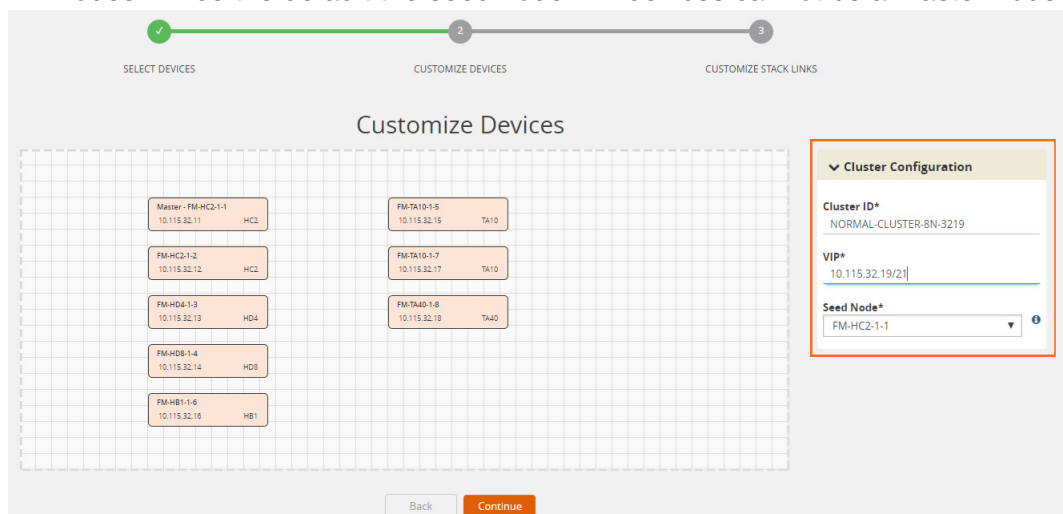 2
3
SELECT DEVICES
CUSTOMIZE DEVICES
CUSTOMIZE STACK LINKS
Customize Devices
Master - FM-HC2-1-1
10.115.32.11 HC2
FM-TA10-1-5
10.115.32.15 TA10
FM-HC2-1-2
10.115.32.12 HC2
FM-TA10-1-7
10.115.32.17 TA10
FM-HD4-1-3
10.115.32.13 HD4
FM-TA40-1-8
10.115.32.18 TA40
FM-HD8-1-4
10.115.32.14 HD8
FM-HB1-1-6
10.115.32.16 HB1
Cluster Configuration
Cluster ID*
NORMAL-CLUSTER-8N-3219
VIP*
10.115.32.19/21
Seed Node*
FM-HC2-1-1
Back
Continue